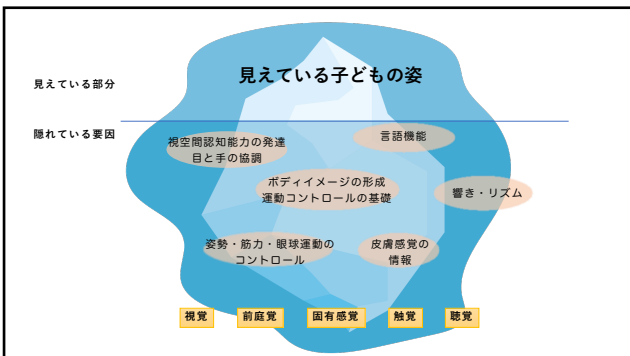 見えている子どもの姿
見えている部分
隠れている要因
視空間認知能力の発達
目と手の協調
言語機能
ボディイメージの形成
運動コントロールの基礎
響き・リズム
姿勢・筋力・眼球運動の
コントロール
皮膚感覚の
情報
視覚
前庭覚
固有感覚
触覚
聴覚